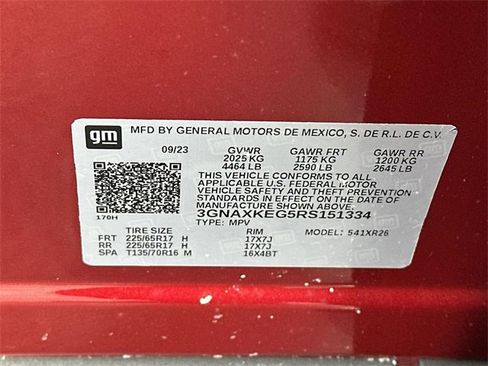 gm MFD BY GENERAL MOTORS DE MEXICO, S. DE R.L. DE C.V.
09/23 GVWR GAWR FRT GAWR RR
2025 KG 1175 KG 1200 KG
4464 LB 2590 LB 2645 LB
THIS VEHICLE CONFORMS TO ALL
APPLICABLE U.S. FEDERAL MOTOR
VEHICLE SAFETY AND THEFT PREVENTION
STANDARDS IN EFFECT ON THE DATE OF
MANUFACTURE SHOWN ABOVE.
3GNAXKEG5RS151334
170H TYPE: MPV
TIRE SIZE RIM MODEL: 541XR26
FRT 225/65R17 H 17X7J
RR 225/65R17 H 17X7J
SPA T135/70R16 M 16X4BT